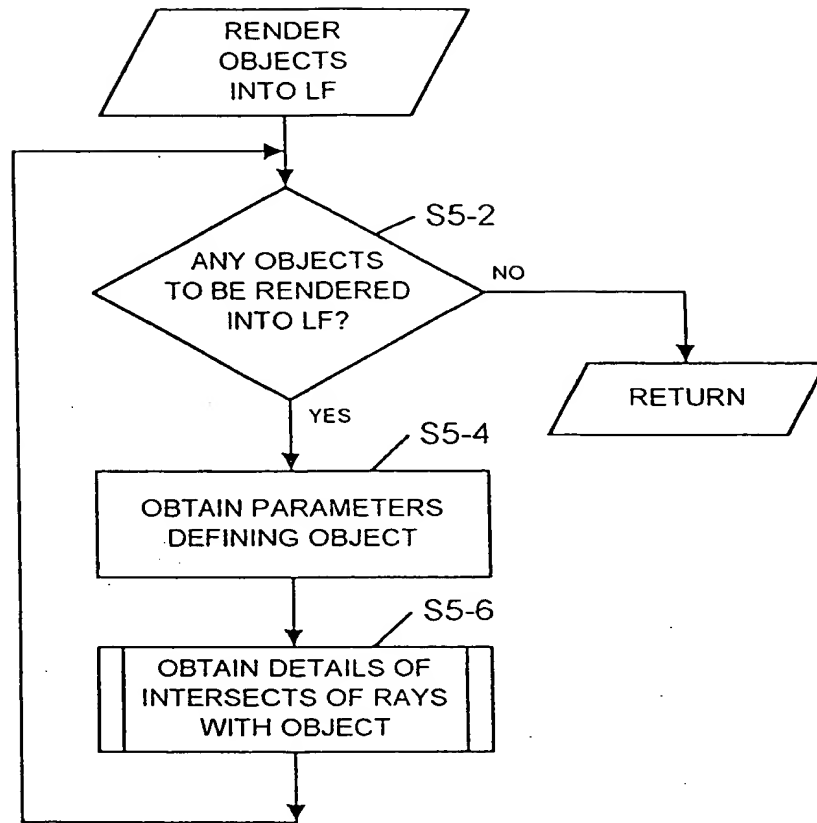 RENDER
OBJECTS
INTO LF
S5-2
ANY OBJECTS
TO BE RENDERED
INTO LF?
NO
RETURN
YES
S5-4
OBTAIN PARAMETERS
DEFINING OBJECT
S5-6
OBTAIN DETAILS OF
INTERSECTS OF RAYS
WITH OBJECT